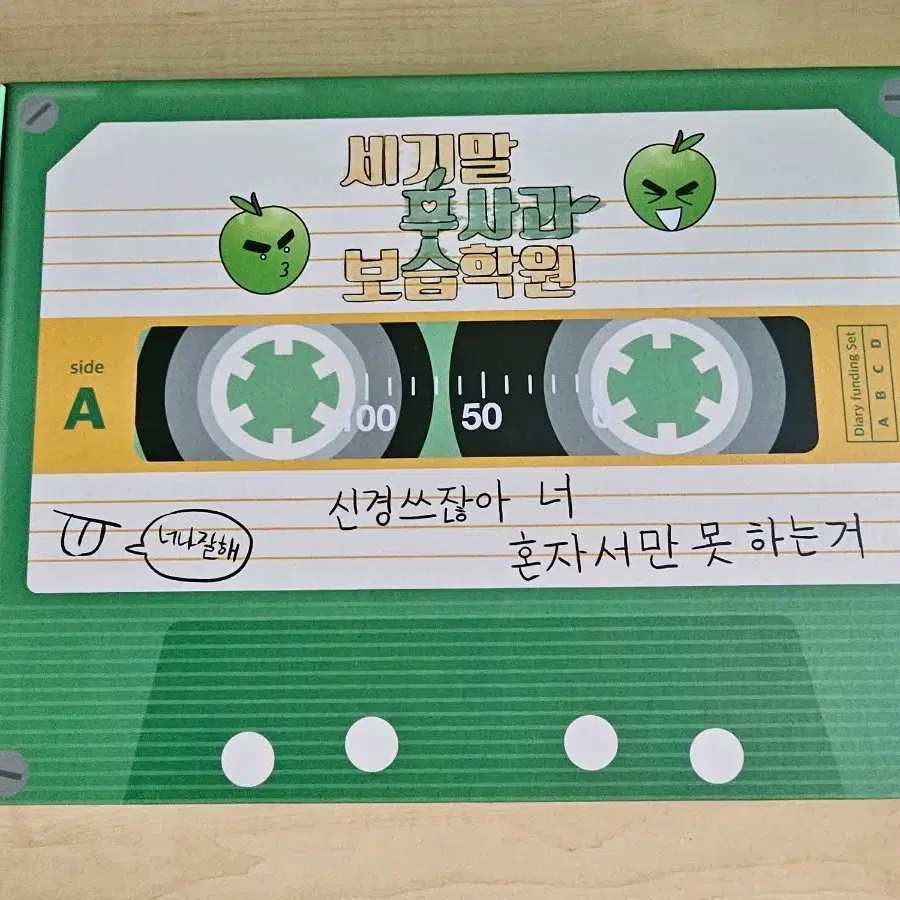 세기말
풋사과
보습학원
side
A
100 50 0
Diary funding Set
A B C D
신경쓰잖아 너
혼자서만 못 하는거
너나잘해